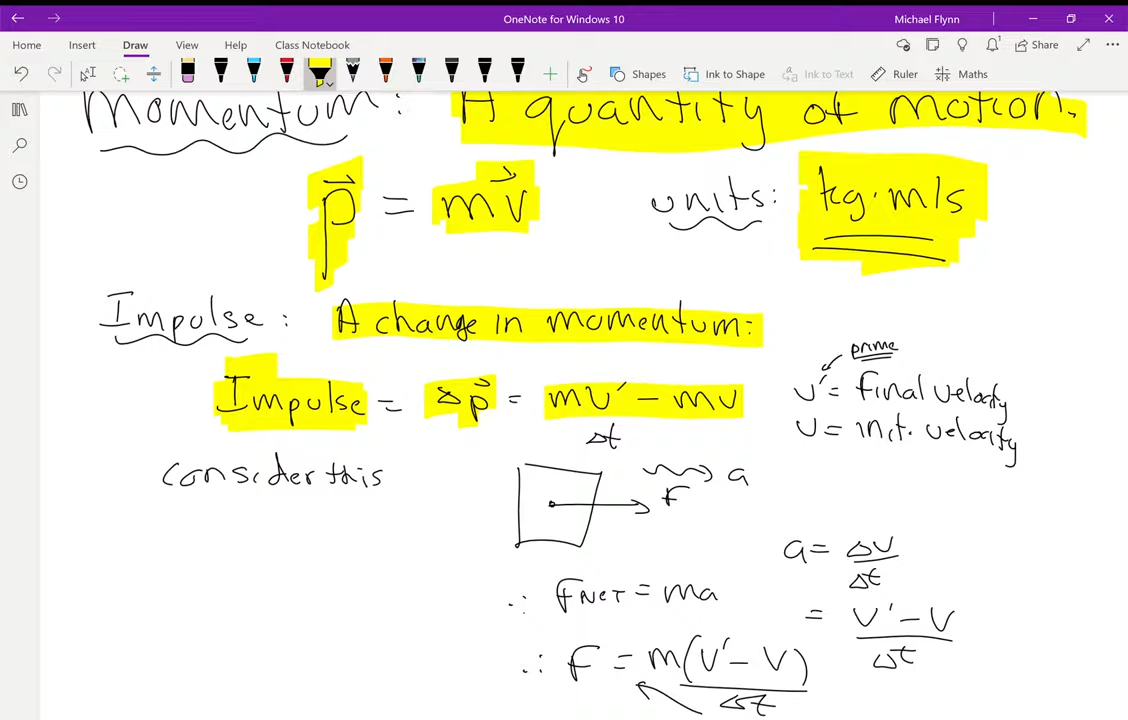 OneNote for Windows 10
Michael Flynn
Home Insert Draw View Help Class Notebook
Share
Shapes Ink to Shape Ink to Text Ruler Maths
Momentum: A quantity of motion.
p⃗ = mv⃗ units: kg·m/s
Impulse: A change in momentum:
prime
Impulse = Δp⃗ = mv′ − mv
v′ = final velocity
v = init. velocity
Δt
consider this
a
F
a = Δv/Δt
∴ FNET = ma
= v′ − v/Δt
∴ F = m(v′ − v)/Δt